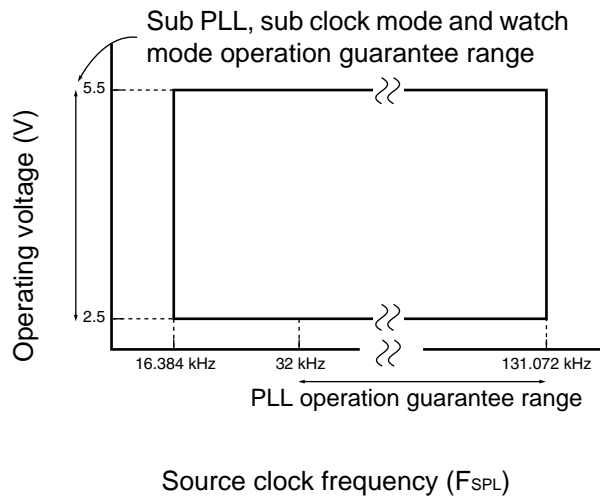 Sub PLL, sub clock mode and watch
mode operation guarantee range
Operating voltage (V)
5.5
2.5
16.384 kHz 32 kHz 131.072 kHz
PLL operation guarantee range
Source clock frequency (FSPL)